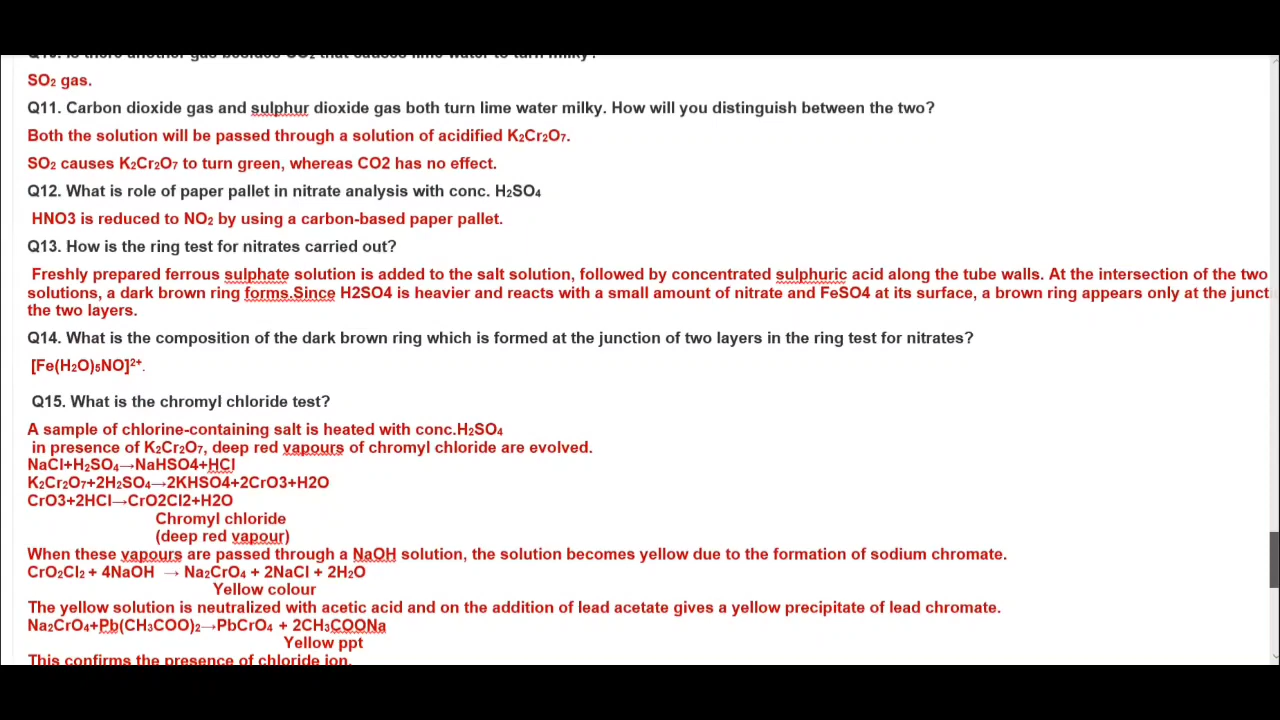 Q10. Is there another gas besides CO₂ that causes lime water to turn milky?
SO₂ gas.
Q11. Carbon dioxide gas and sulphur dioxide gas both turn lime water milky. How will you distinguish between the two?
Both the solution will be passed through a solution of acidified K₂Cr₂O₇.
SO₂ causes K₂Cr₂O₇ to turn green, whereas CO2 has no effect.
Q12. What is role of paper pallet in nitrate analysis with conc. H₂SO₄
HNO3 is reduced to NO₂ by using a carbon-based paper pallet.
Q13. How is the ring test for nitrates carried out?
Freshly prepared ferrous sulphate solution is added to the salt solution, followed by concentrated sulphuric acid along the tube walls. At the intersection of the two
solutions, a dark brown ring forms.Since H2SO4 is heavier and reacts with a small amount of nitrate and FeSO4 at its surface, a brown ring appears only at the junct
the two layers.
Q14. What is the composition of the dark brown ring which is formed at the junction of two layers in the ring test for nitrates?
[Fe(H₂O)₅NO]²⁺.
Q15. What is the chromyl chloride test?
A sample of chlorine-containing salt is heated with conc.H₂SO₄
in presence of K₂Cr₂O₇, deep red vapours of chromyl chloride are evolved.
NaCl+H₂SO₄→NaHSO4+HCl
K₂Cr₂O₇+2H₂SO₄→2KHSO4+2CrO3+H2O
CrO3+2HCl→CrO2Cl2+H2O
Chromyl chloride
(deep red vapour)
When these vapours are passed through a NaOH solution, the solution becomes yellow due to the formation of sodium chromate.
CrO₂Cl₂ + 4NaOH → Na₂CrO₄ + 2NaCl + 2H₂O
Yellow colour
The yellow solution is neutralized with acetic acid and on the addition of lead acetate gives a yellow precipitate of lead chromate.
Na₂CrO₄+Pb(CH₃COO)₂→PbCrO₄ + 2CH₃COONa
Yellow ppt
This confirms the presence of chloride ion.